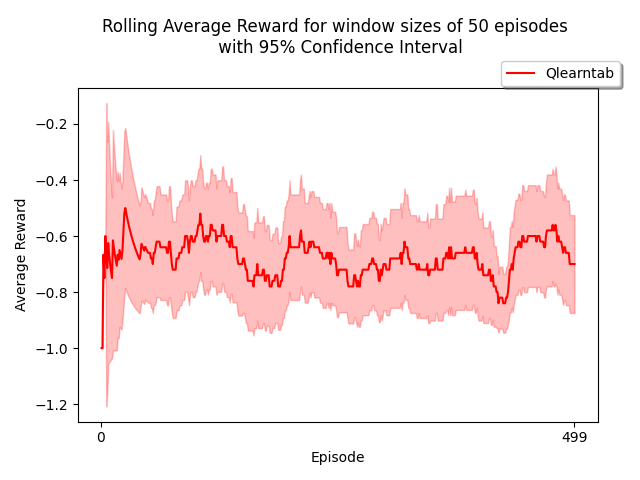 Rolling Average Reward for window sizes of 50 episodes
with 95% Confidence Interval
Qlearntab
−0.2
−0.4
−0.6
−0.8
−1.0
−1.2
Average Reward
0
499
Episode